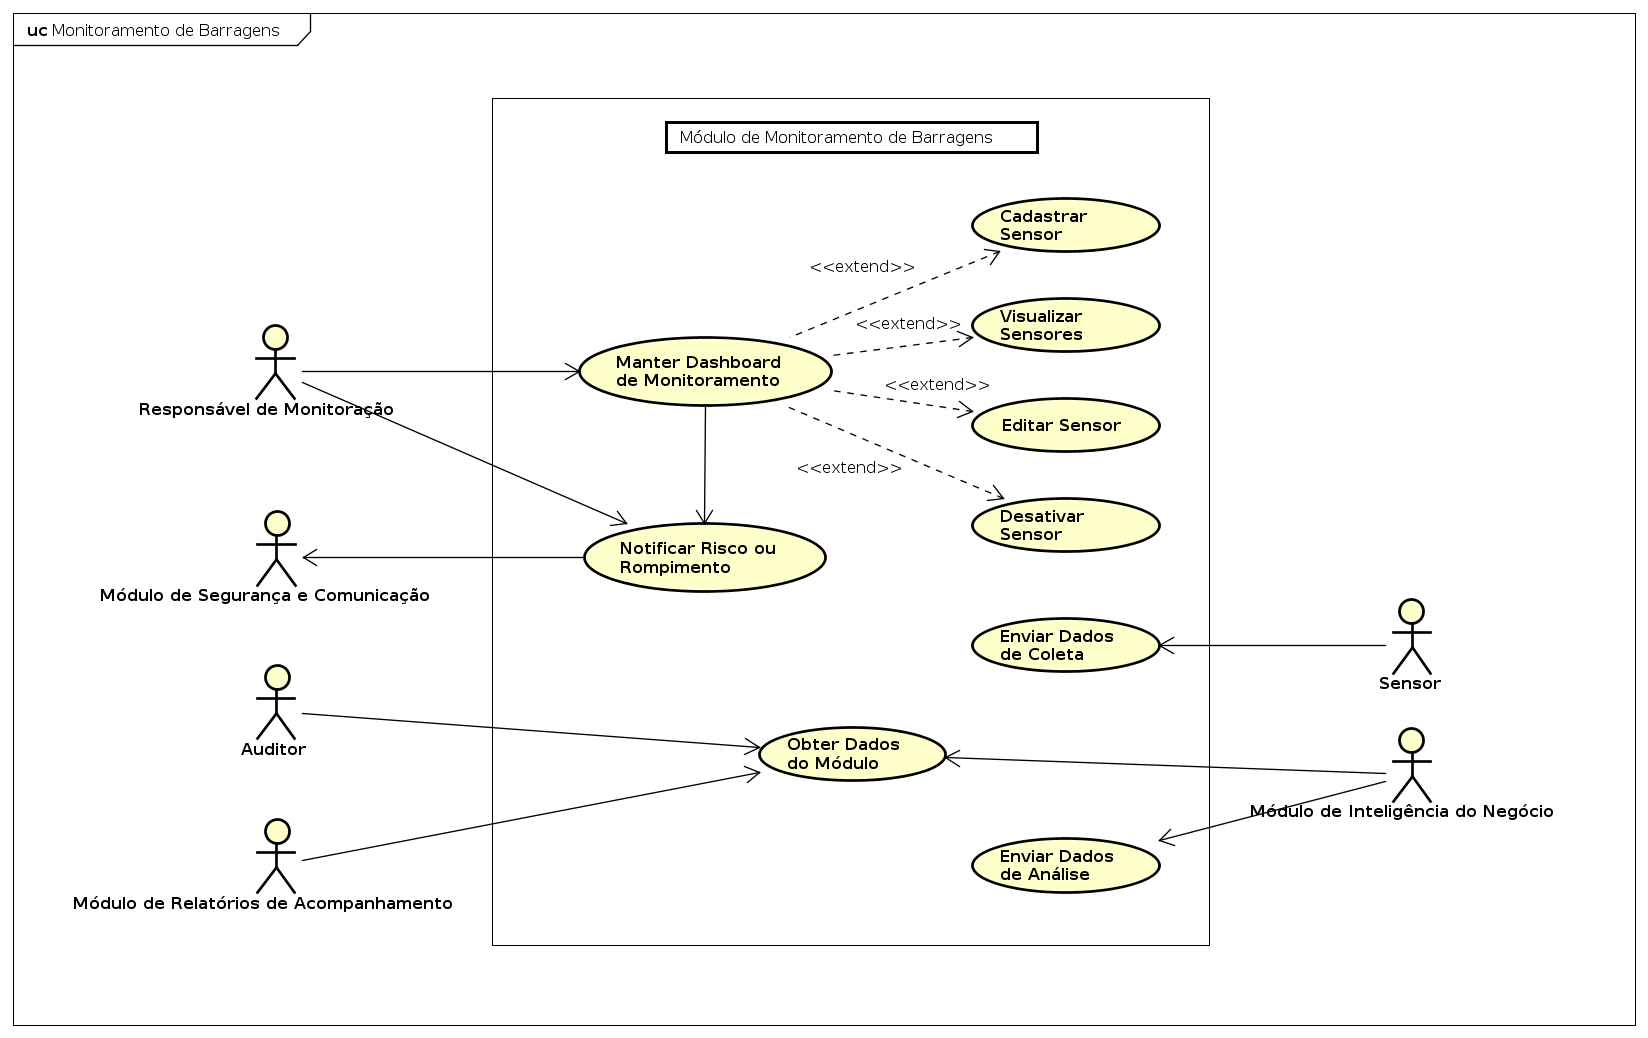 uc Monitoramento de Barragens
Módulo de Monitoramento de Barragens
Cadastrar
Sensor
<<extend>>
Visualizar
Sensores
<<extend>>
Manter Dashboard
de Monitoramento
<<extend>>
Editar Sensor
Responsável de Monitoração
<<extend>>
Desativar
Sensor
Notificar Risco ou
Rompimento
Módulo de Segurança e Comunicação
Enviar Dados
de Coleta
Sensor
Auditor
Obter Dados
do Módulo
Módulo de Inteligência do Negócio
Enviar Dados
de Análise
Módulo de Relatórios de Acompanhamento